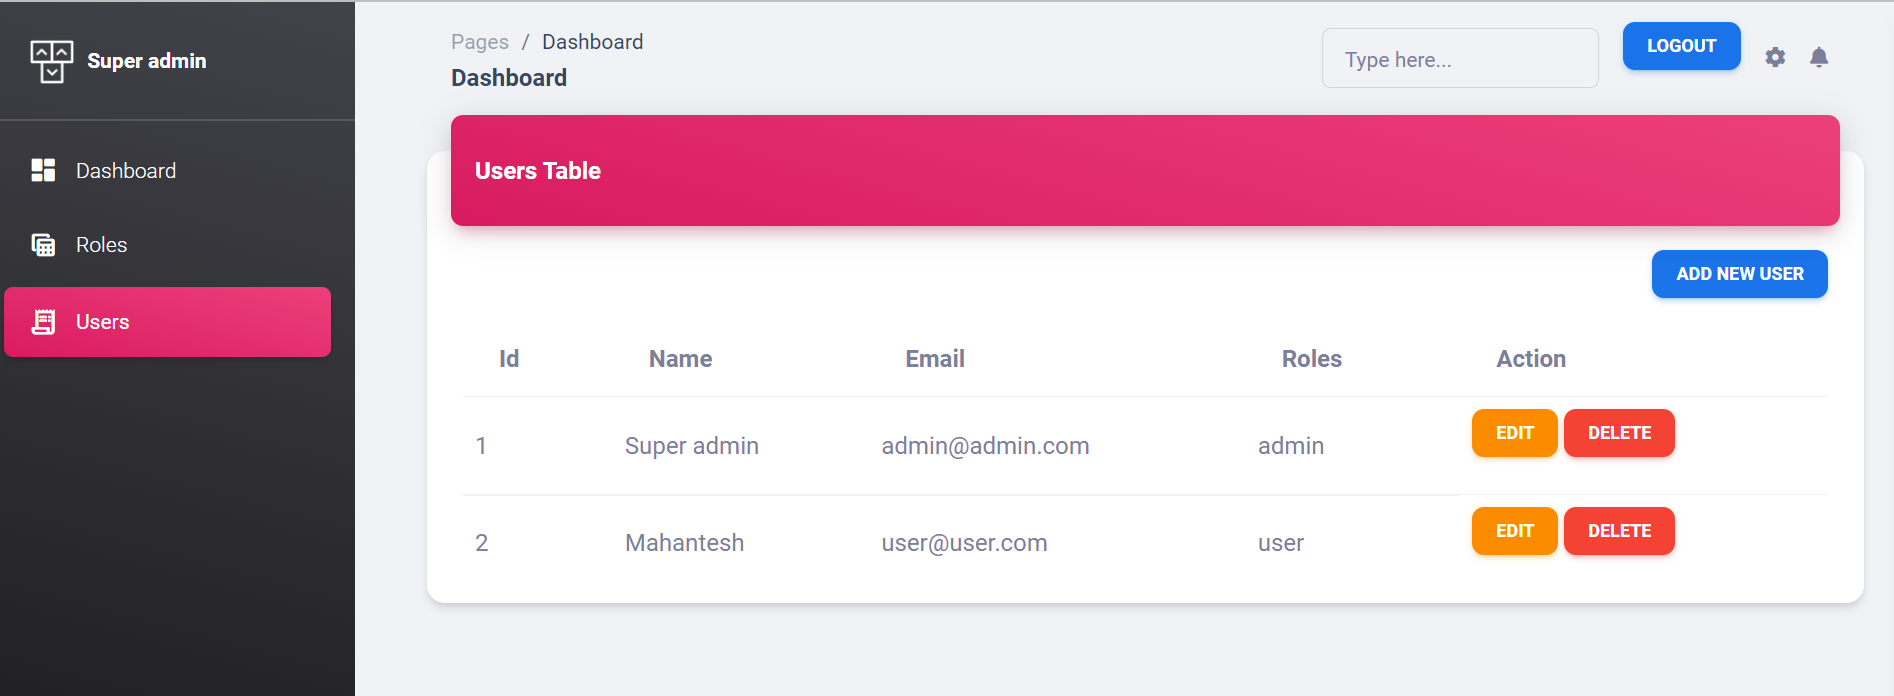 Super admin
Dashboard
Roles
Users
Pages / Dashboard
Dashboard
Type here...
LOGOUT
Users Table
ADD NEW USER
Id Name Email Roles Action
1 Super admin admin@admin.com admin EDIT DELETE
2 Mahantesh user@user.com user EDIT DELETE